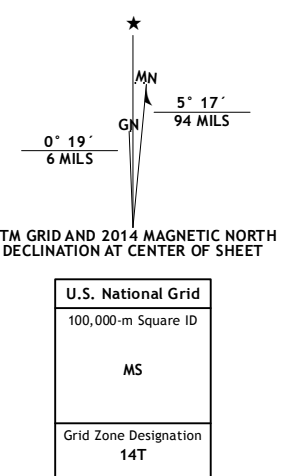 MN
GN
5° 17´
94 MILS
0° 19´
6 MILS
TM GRID AND 2014 MAGNETIC NORTH
DECLINATION AT CENTER OF SHEET
U.S. National Grid
100,000-m Square ID
MS
Grid Zone Designation
14T